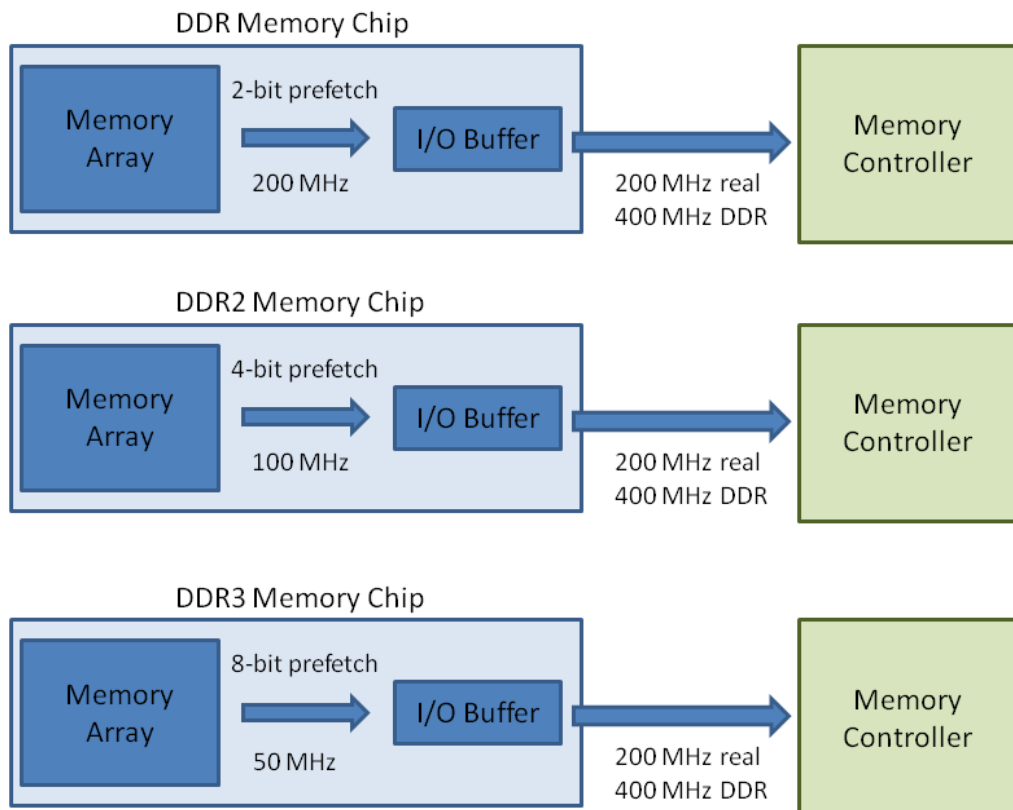 DDR Memory Chip
Memory
Array
2-bit prefetch
200 MHz
I/O Buffer
200 MHz real
400 MHz DDR
Memory
Controller
DDR2 Memory Chip
Memory
Array
4-bit prefetch
100 MHz
I/O Buffer
200 MHz real
400 MHz DDR
Memory
Controller
DDR3 Memory Chip
Memory
Array
8-bit prefetch
50 MHz
I/O Buffer
200 MHz real
400 MHz DDR
Memory
Controller